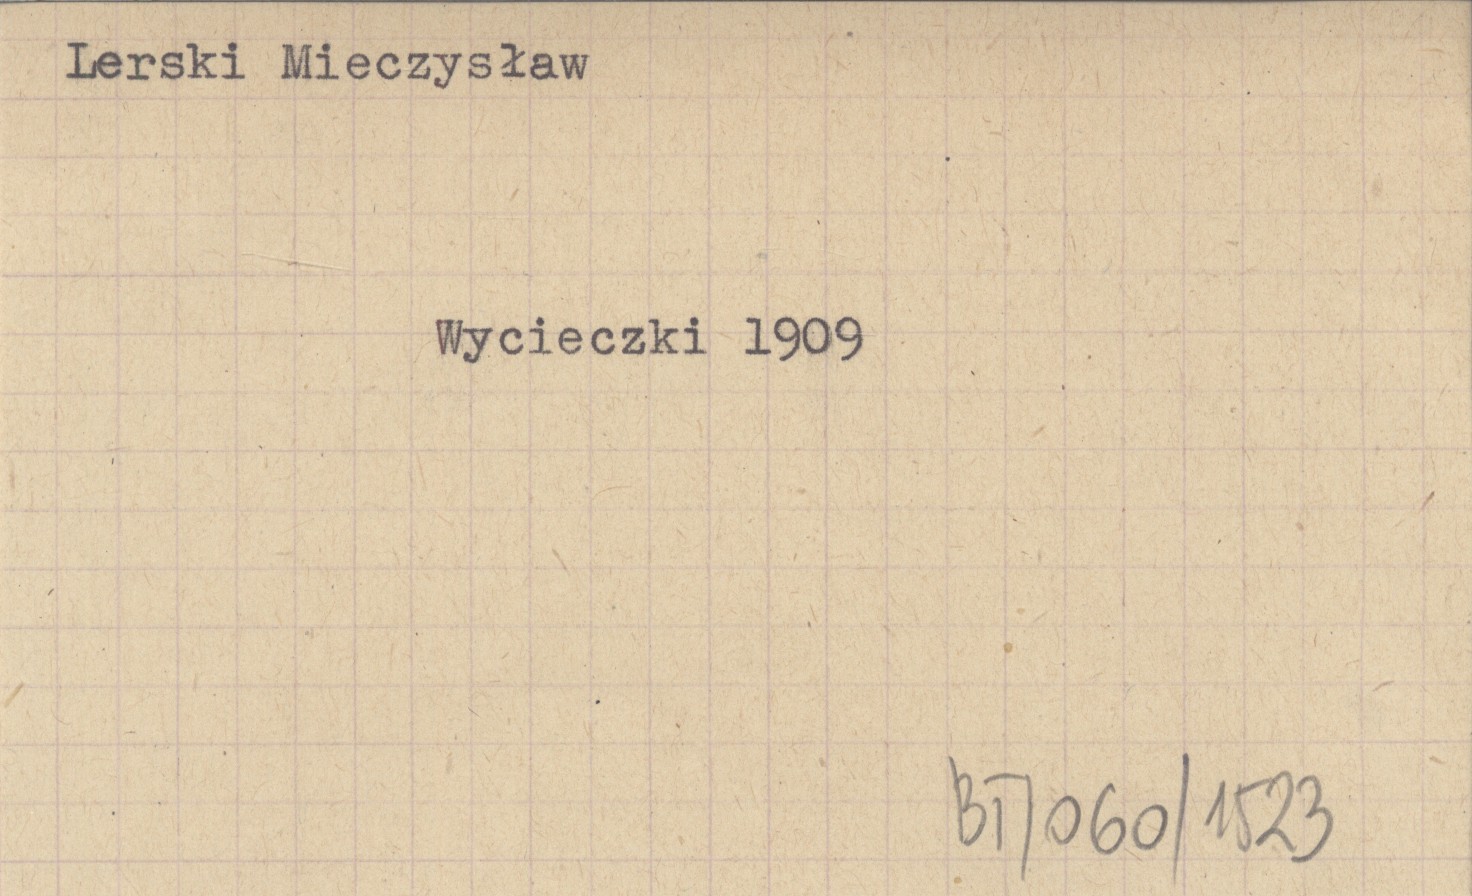 Lerski Mieczysław
Wycieczki 1909
BT/060/1523